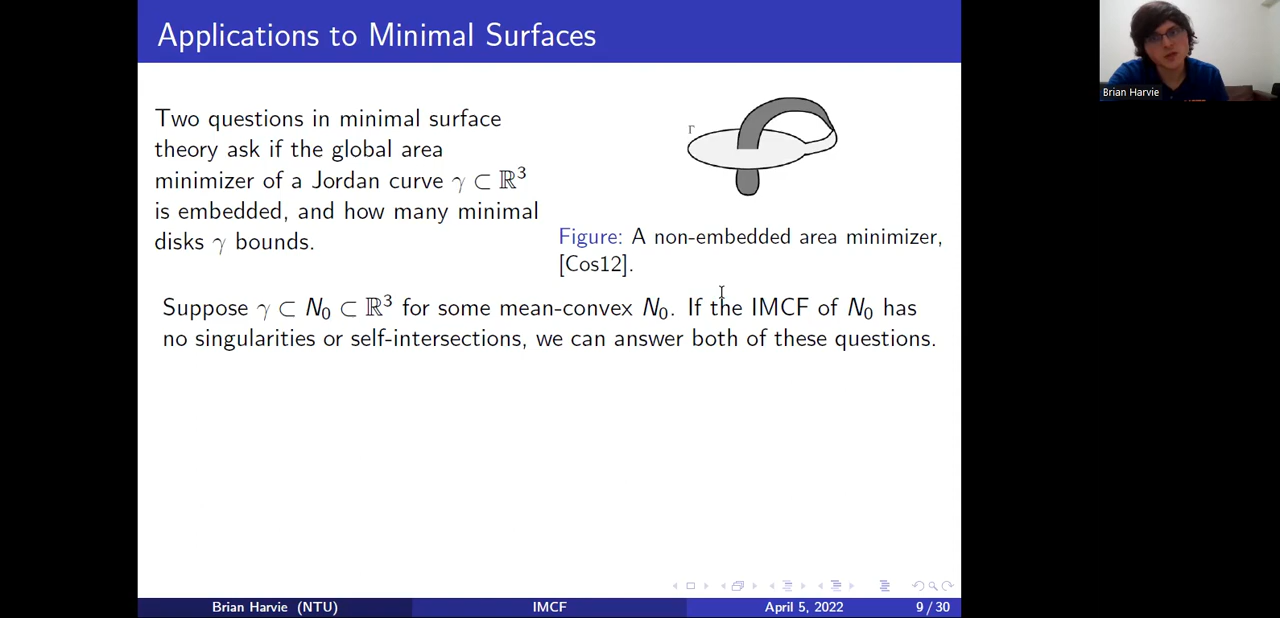 Applications to Minimal Surfaces
Two questions in minimal surface
theory ask if the global area
minimizer of a Jordan curve γ ⊂ ℝ³
is embedded, and how many minimal
disks γ bounds.
r
Figure: A non-embedded area minimizer,
[Cos12].
Suppose γ ⊂ N₀ ⊂ ℝ³ for some mean-convex N₀. If the IMCF of N₀ has
no singularities or self-intersections, we can answer both of these questions.
Brian Harvie (NTU) IMCF April 5, 2022 9 / 30
Brian Harvie